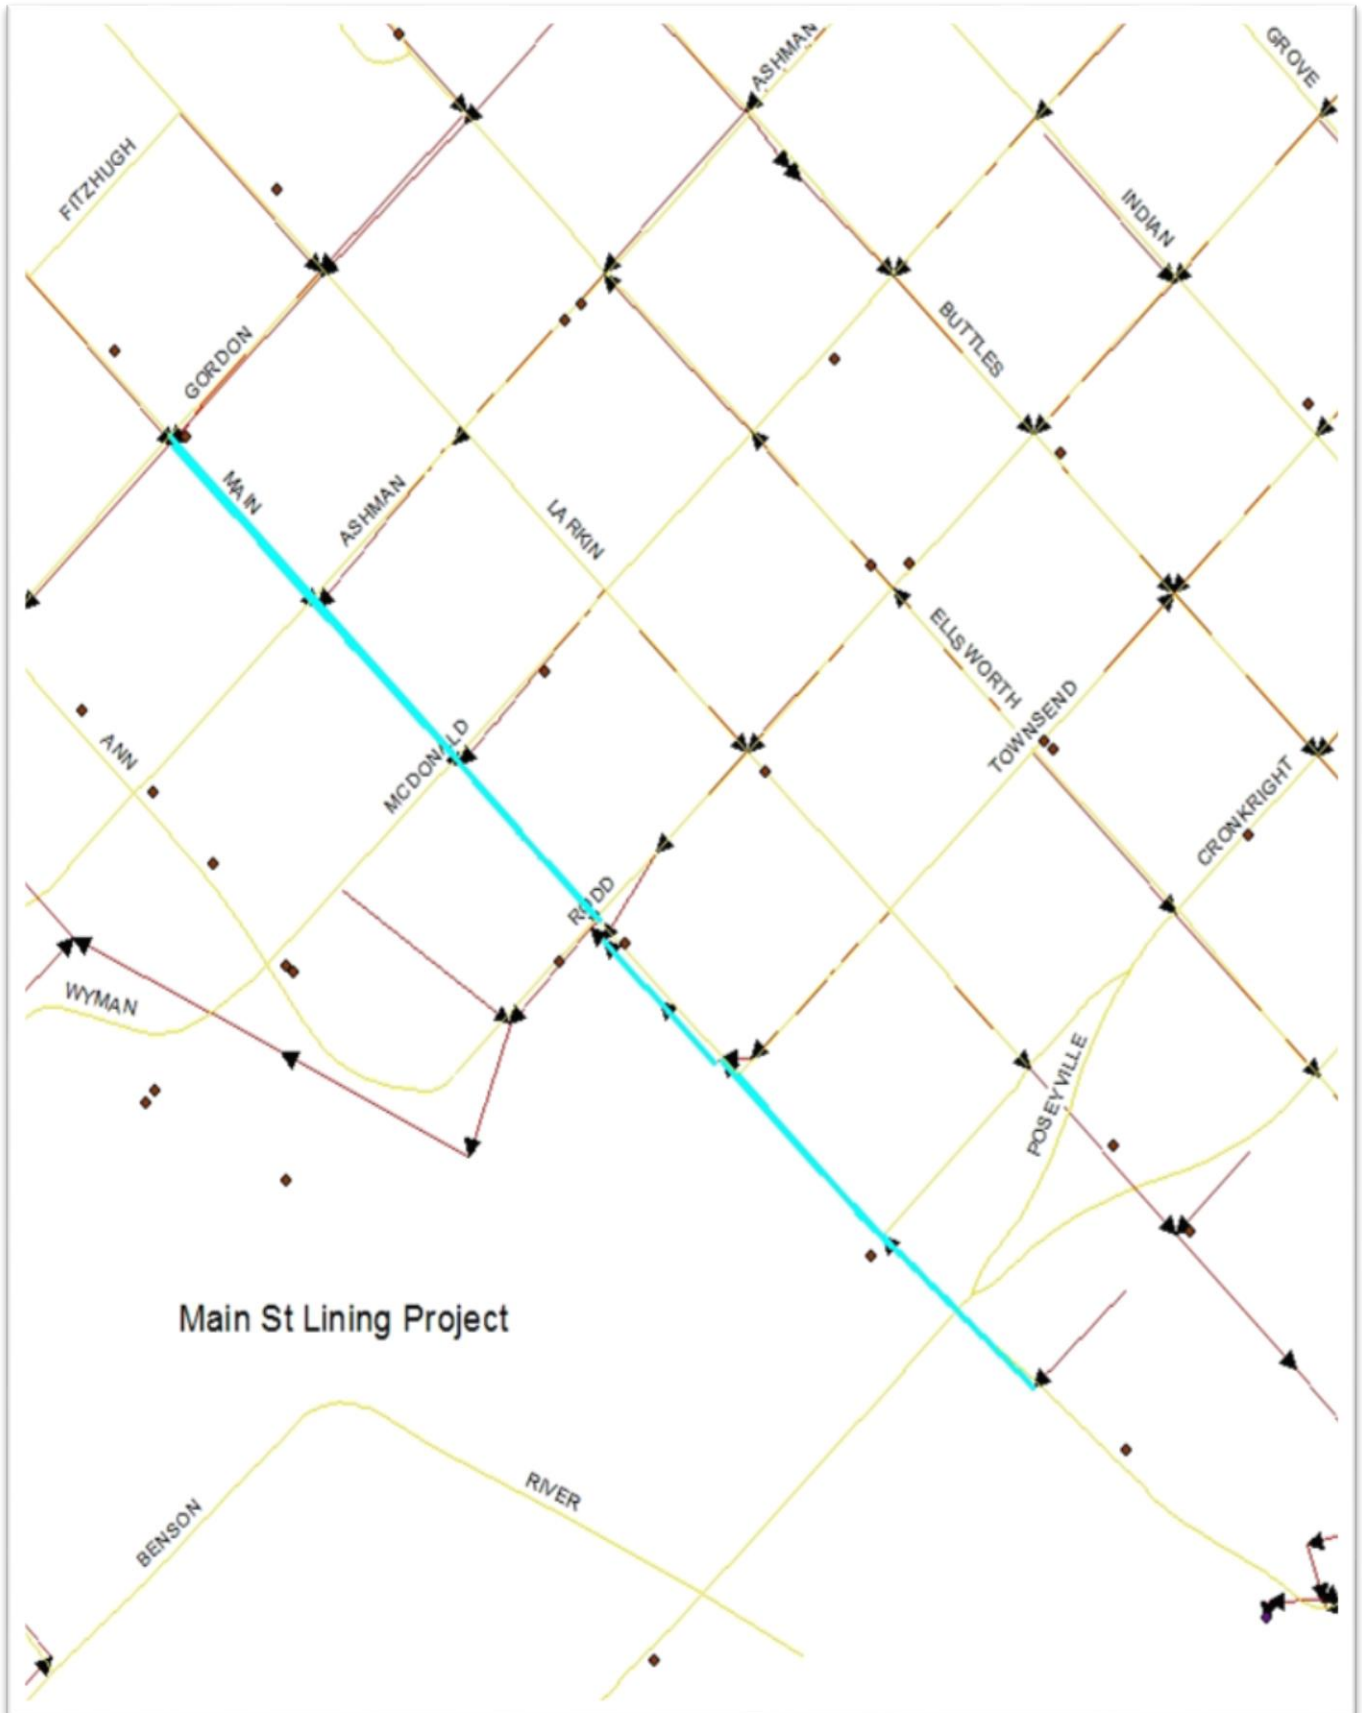 ASHMAN
GROVE
FITZHUGH
INDIAN
GORDON
BUTTLES
MAIN
ASHMAN
LARKIN
ELLSWORTH
TOWNSEND
ANN
MCDONALD
CRONKRIGHT
RODD
WYMAN
POSEYVILLE
Main St Lining Project
RIVER
BENSON